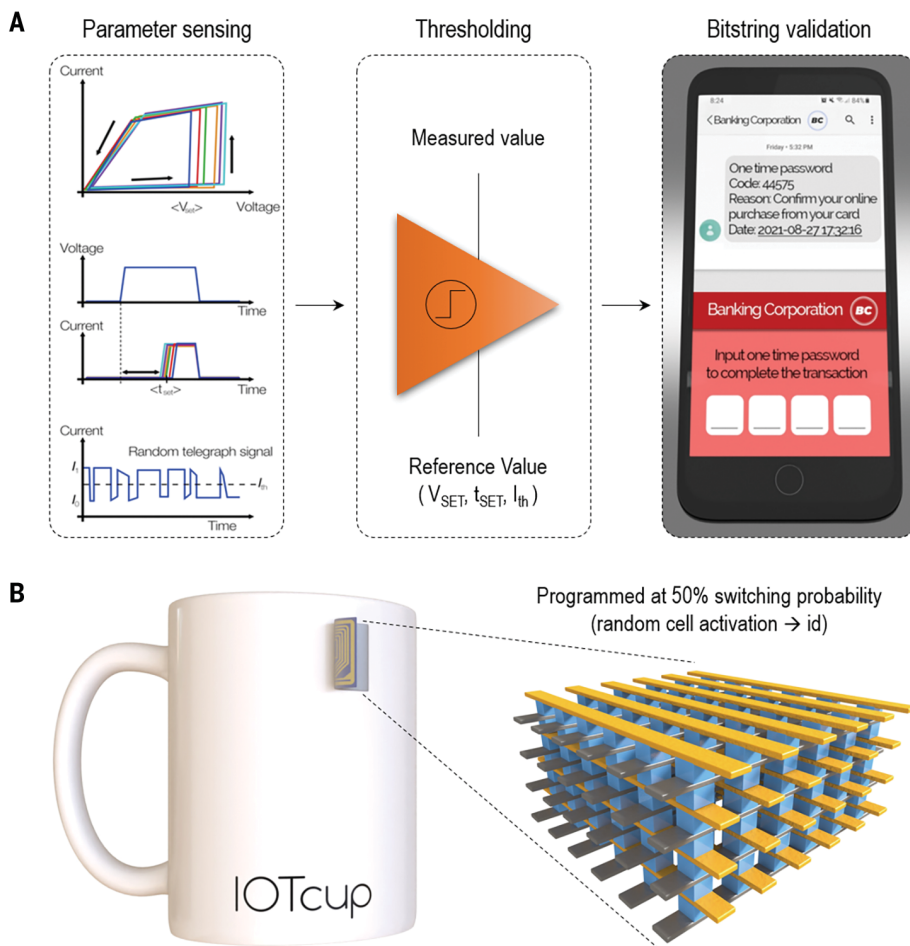 A
Parameter sensing
Thresholding
Bitstring validation
Current
<Vset>
Voltage
Voltage
Time
Current
<tset>
Time
Current
Random telegraph signal
I1
Ith
I0
Time
Measured value
Reference Value
(VSET, tSET, Ith)
8:24
84%
Banking Corporation
BC
Friday • 5:32 PM
One time password
Code: 44575
Reason: Confirm your online
purchase from your card
Date: 2021-08-27 17:32:16
Banking Corporation
BC
Input one time password
to complete the transaction
B
IOTcup
Programmed at 50% switching probability
(random cell activation → id)